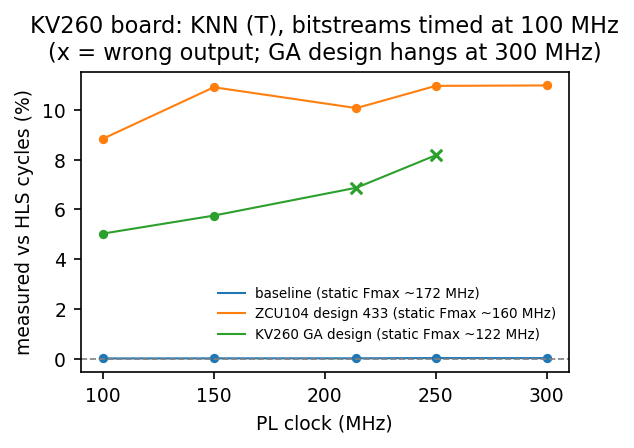 KV260 board: KNN (T), bitstreams timed at 100 MHz
(x = wrong output; GA design hangs at 300 MHz)
measured vs HLS cycles (%)
10
8
6
4
2
0
baseline (static Fmax ~172 MHz)
ZCU104 design 433 (static Fmax ~160 MHz)
KV260 GA design (static Fmax ~122 MHz)
100
150
200
250
300
PL clock (MHz)